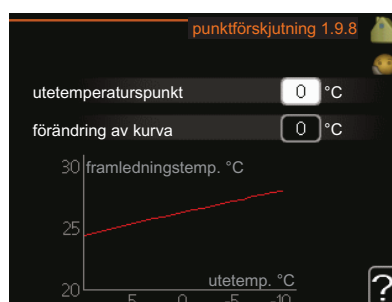 punktförskjutning 1.9.8
utetemperaturspunkt 0 °C
förändring av kurva 0 °C
30 framledningstemp. °C
25
utetemp. °C
20
5 0 -5 -10
?